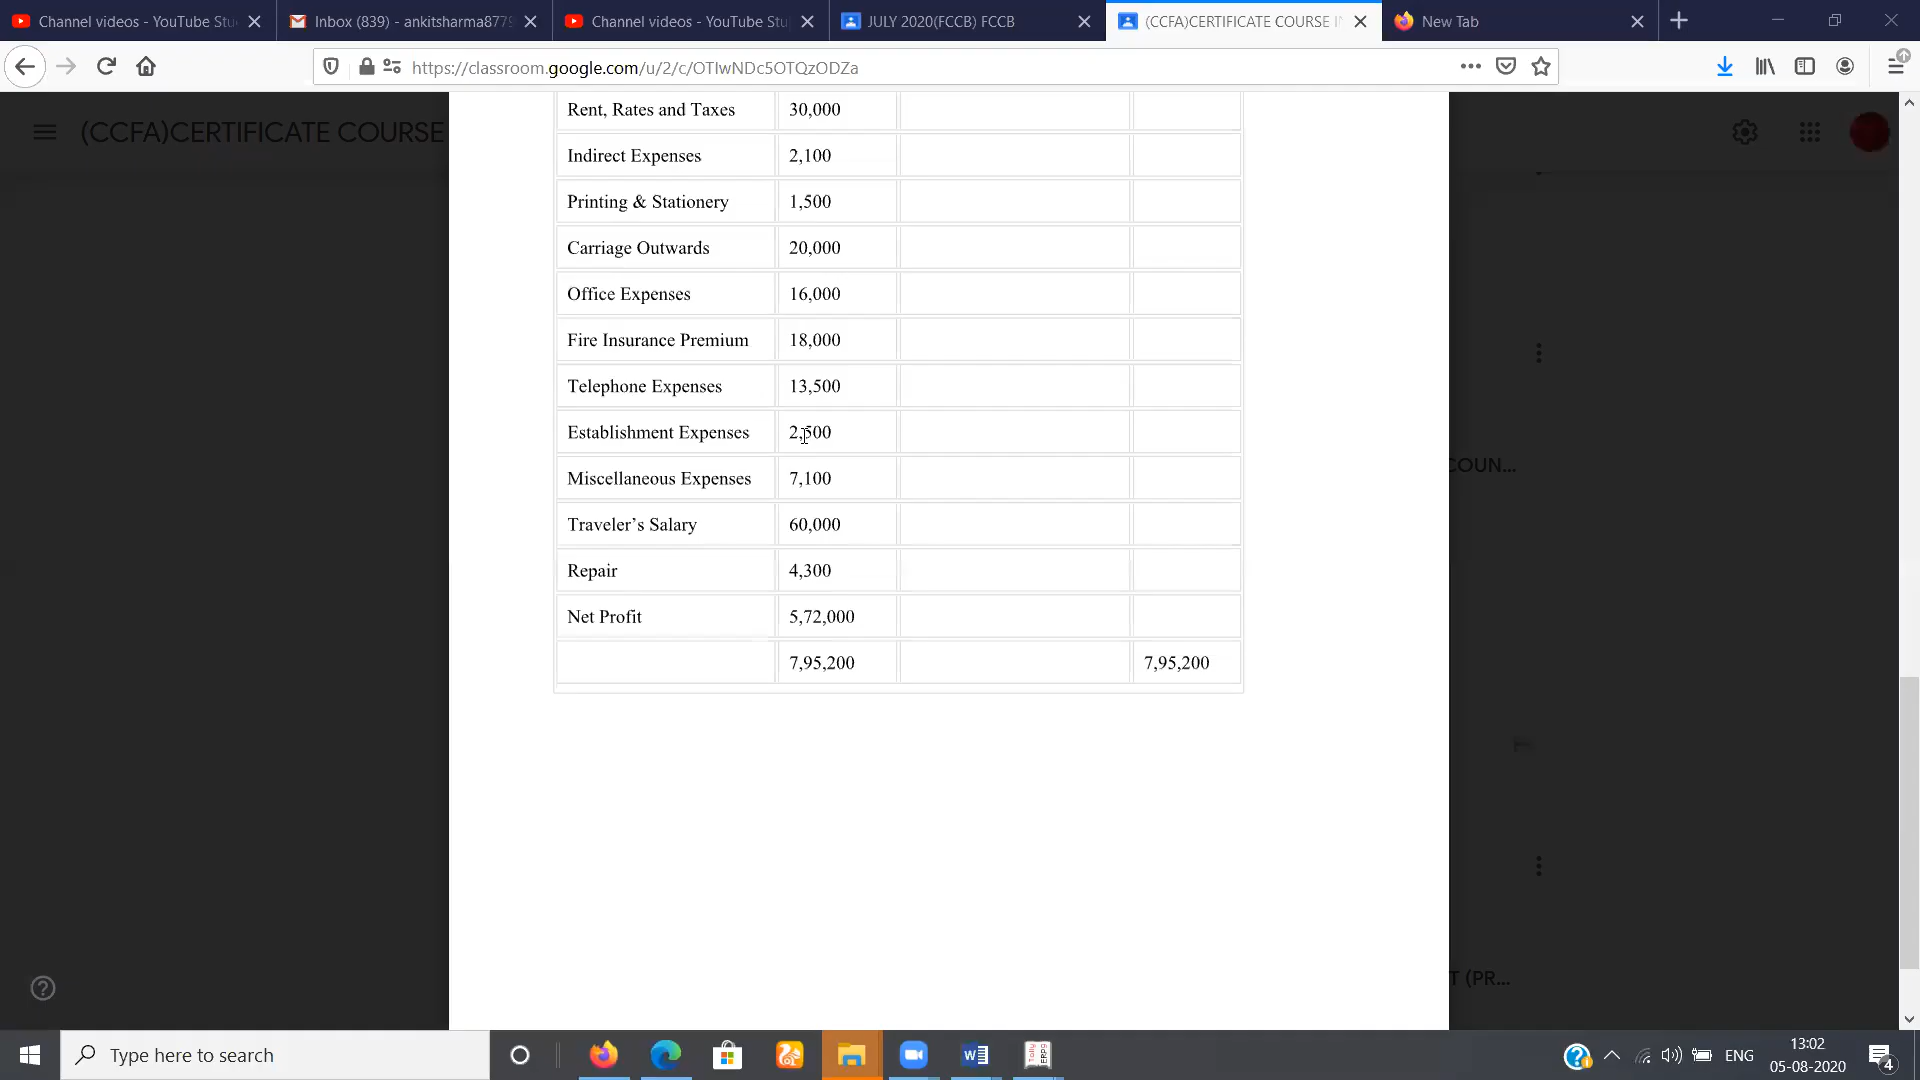 Channel videos - YouTube Stu
Inbox (839) - ankitsharma8779
Channel videos - YouTube Stu
JULY 2020(FCCB) FCCB
(CCFA)CERTIFICATE COURSE IN
New Tab
https://classroom.google.com/u/2/c/OTIwNDc5OTQzODZa
(CCFA)CERTIFICATE COURSE
Rent, Rates and Taxes 30,000
Indirect Expenses 2,100
Printing & Stationery 1,500
Carriage Outwards 20,000
Office Expenses 16,000
Fire Insurance Premium 18,000
Telephone Expenses 13,500
Establishment Expenses 2,500
Miscellaneous Expenses 7,100
Traveler’s Salary 60,000
Repair 4,300
Net Profit 5,72,000
7,95,200 7,95,200
COUN...
T (PR...
Type here to search
ENG
13:02
05-08-2020
4